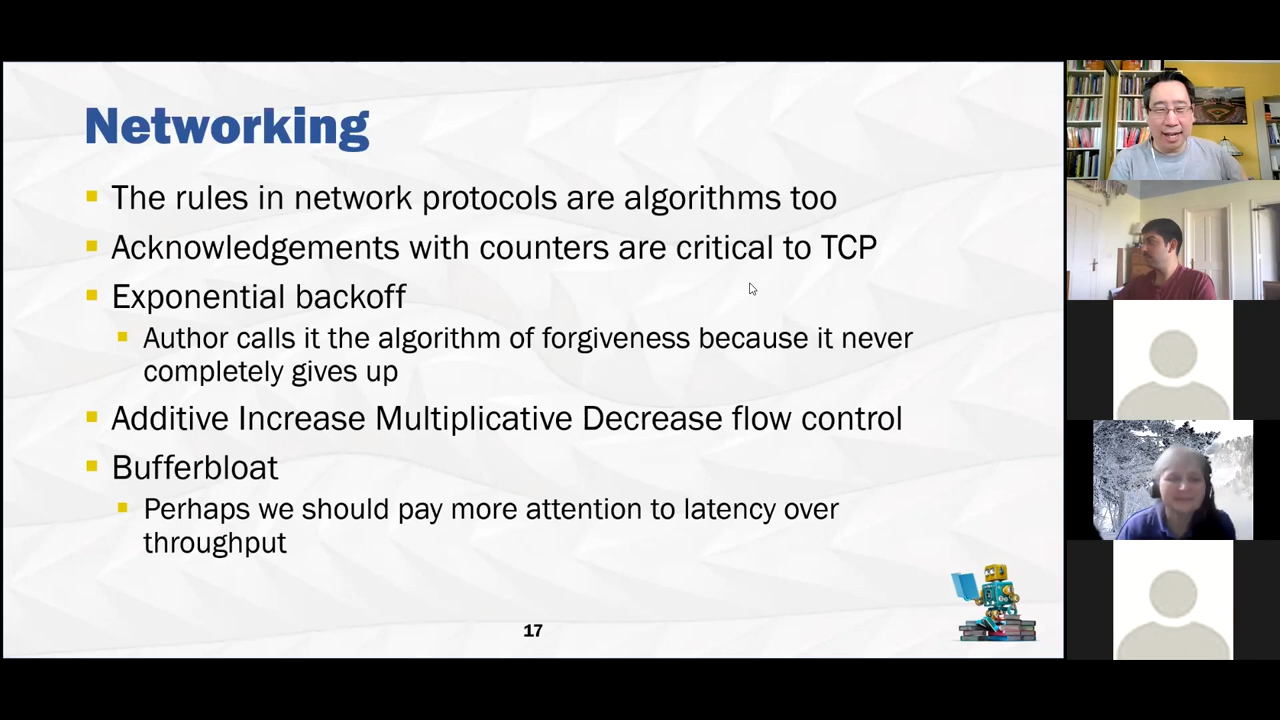 Networking
The rules in network protocols are algorithms too
Acknowledgements with counters are critical to TCP
Exponential backoff
Author calls it the algorithm of forgiveness because it never
completely gives up
Additive Increase Multiplicative Decrease flow control
Bufferbloat
Perhaps we should pay more attention to latency over
throughput
17